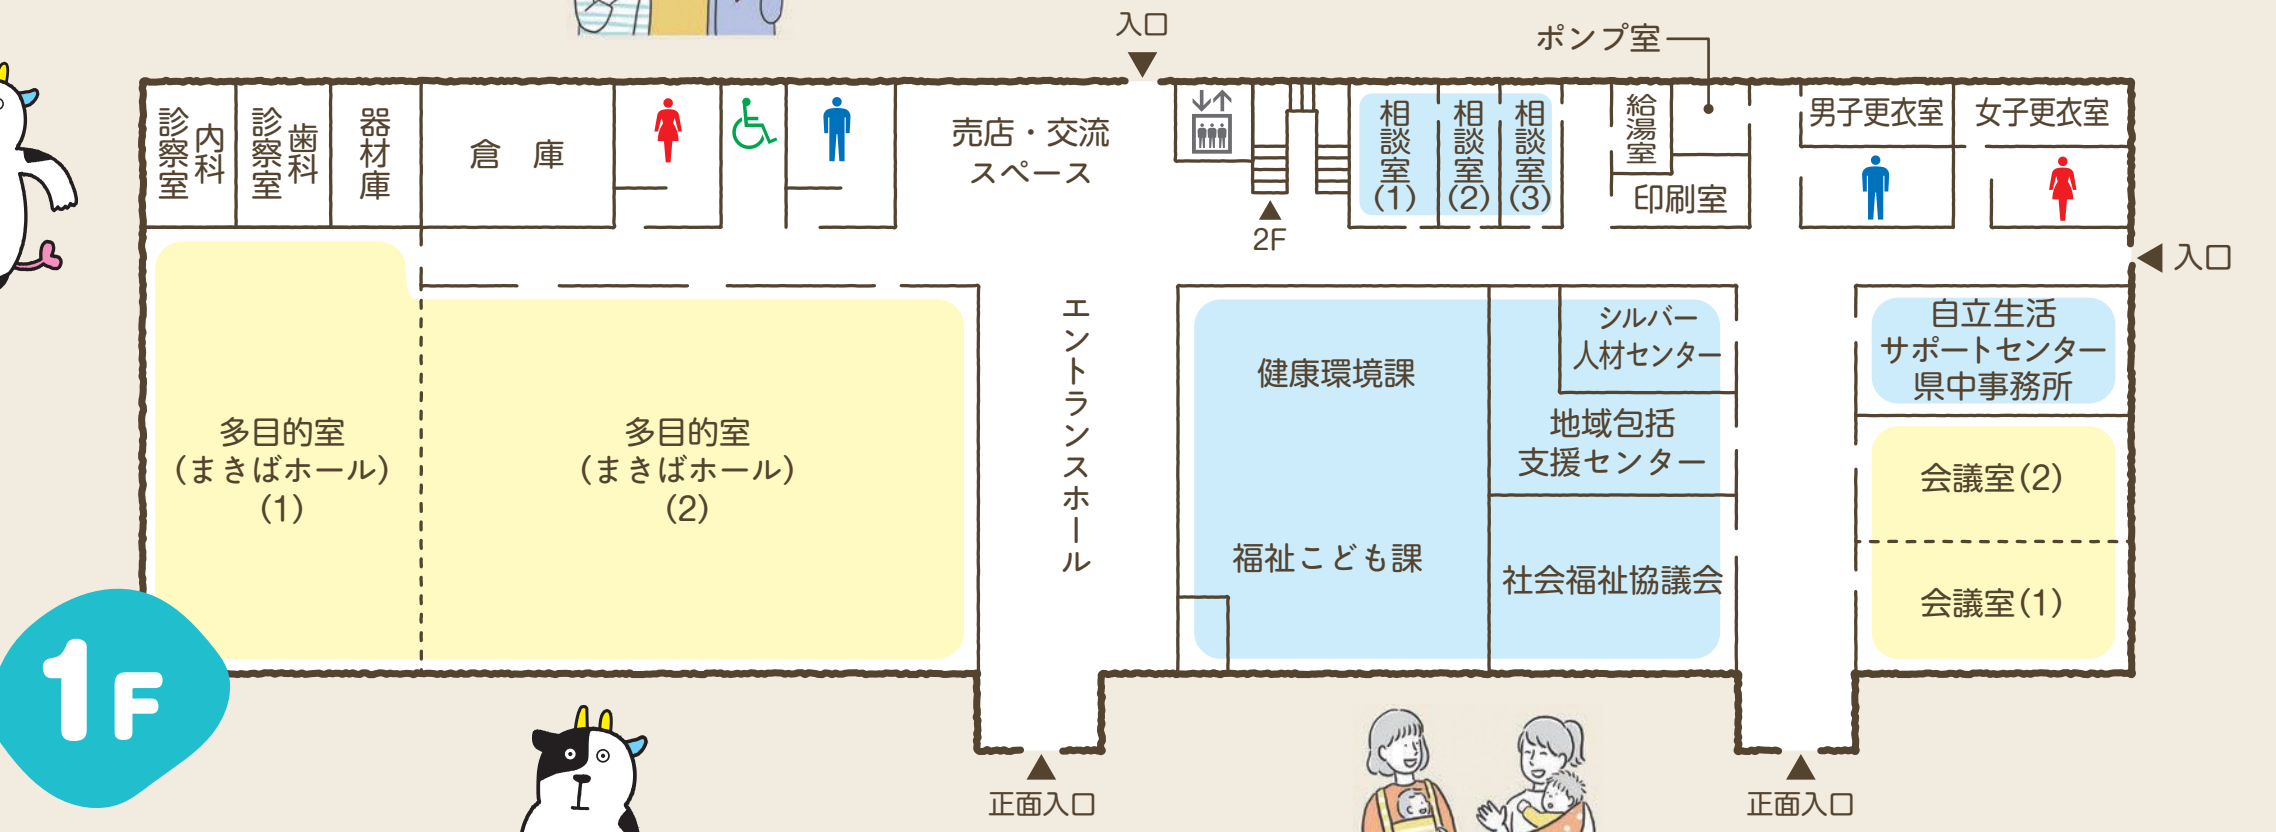 入口
ポンプ室
内科
診察室
歯科
診察室
器材庫
倉　庫
売店・交流
スペース
2F
相談室
(1)
相談室
(2)
相談室
(3)
給湯室
印刷室
男子更衣室
女子更衣室
入口
多目的室
(まきばホール)
(1)
多目的室
(まきばホール)
(2)
エントランスホール
健康環境課
福祉こども課
シルバー
人材センター
地域包括
支援センター
社会福祉協議会
自立生活
サポートセンター
県中事務所
会議室(2)
会議室(1)
1F
正面入口
正面入口